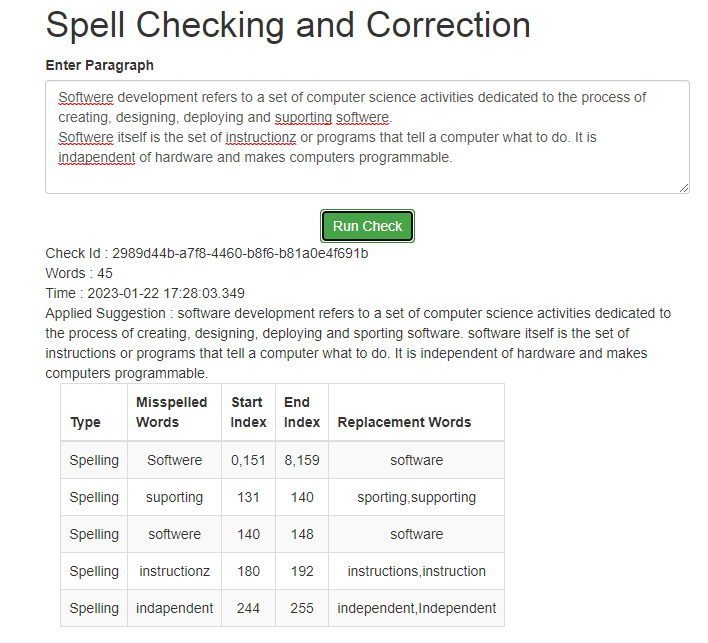 Spell Checking and Correction
Enter Paragraph
Softwere development refers to a set of computer science activities dedicated to the process of
creating, designing, deploying and suporting softwere.
Softwere itself is the set of instructionz or programs that tell a computer what to do. It is
indapendent of hardware and makes computers programmable.
Run Check
Check Id : 2989d44b-a7f8-4460-b8f6-b81a0e4f691b
Words : 45
Time : 2023-01-22 17:28:03.349
Applied Suggestion : software development refers to a set of computer science activities dedicated to
the process of creating, designing, deploying and sporting software. software itself is the set of
instructions or programs that tell a computer what to do. It is independent of hardware and makes
computers programmable.
Type Misspelled Words Start Index End Index Replacement Words
Spelling Softwere 0,151 8,159 software
Spelling suporting 131 140 sporting,supporting
Spelling softwere 140 148 software
Spelling instructionz 180 192 instructions,instruction
Spelling indapendent 244 255 independent,Independent